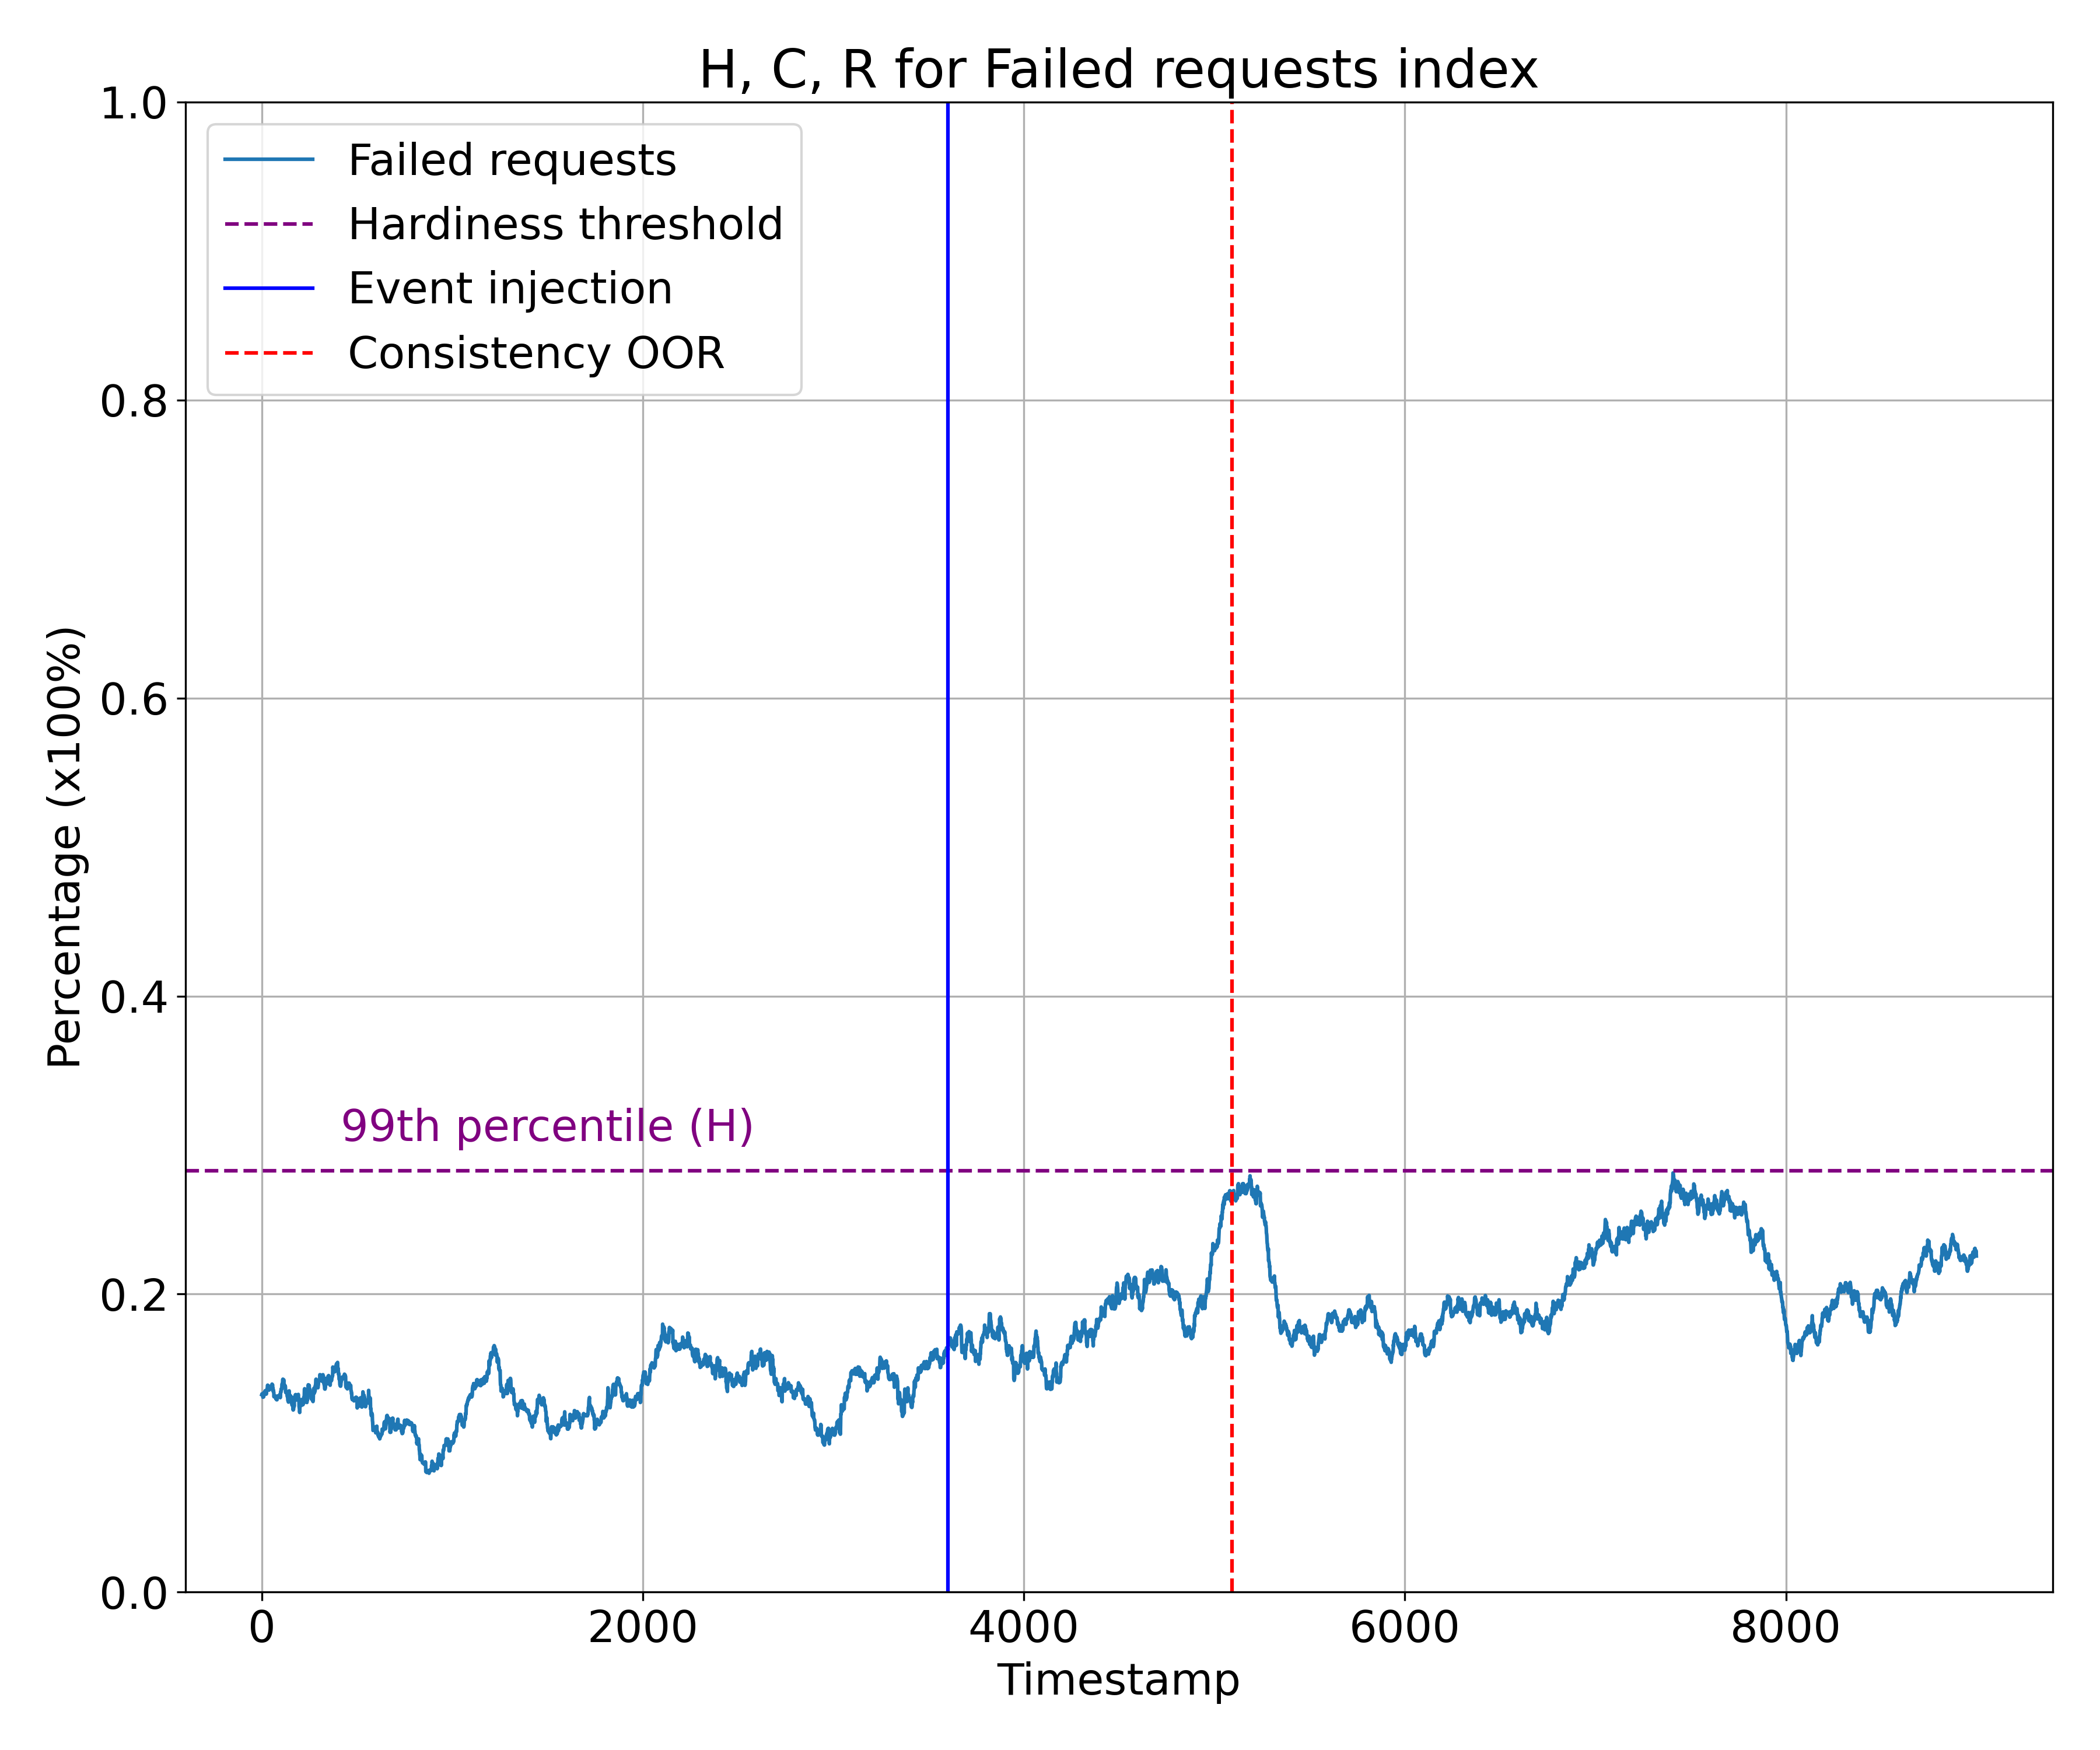 H, C, R for Failed requests index
1.0
0.8
0.6
0.4
0.2
0.0
Percentage (x100%)
Failed requests
Hardiness threshold
Event injection
Consistency OOR
99th percentile (H)
0 2000 4000 6000 8000
Timestamp